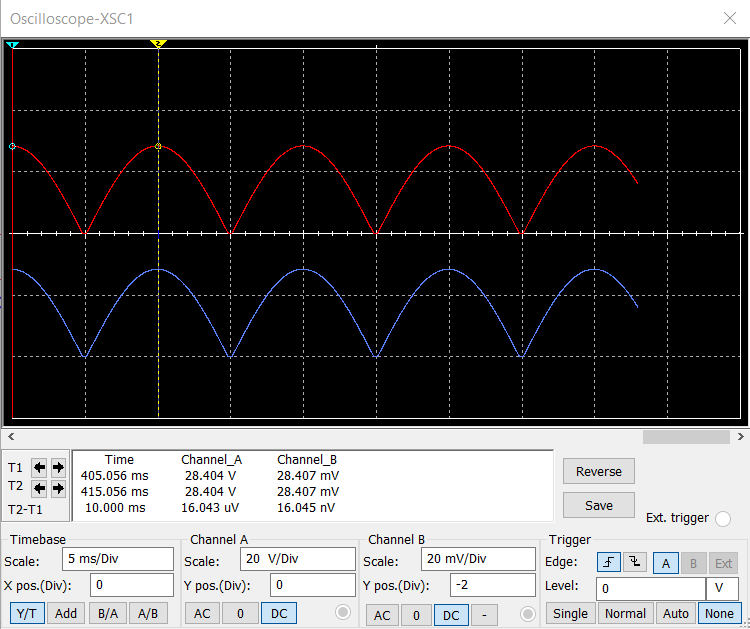 Oscilloscope-XSC1
1
2
T1
T2
T2-T1
Time Channel_A Channel_B
405.056 ms 28.404 V 28.407 mV
415.056 ms 28.404 V 28.407 mV
10.000 ms 16.043 uV 16.045 nV
Reverse
Save
Ext. trigger
Timebase
Scale: 5 ms/Div
X pos.(Div): 0
Y/T Add B/A A/B
Channel A
Scale: 20 V/Div
Y pos.(Div): 0
AC 0 DC
Channel B
Scale: 20 mV/Div
Y pos.(Div): -2
AC 0 DC -
Trigger
Edge: A B Ext
Level: 0 V
Single Normal Auto None